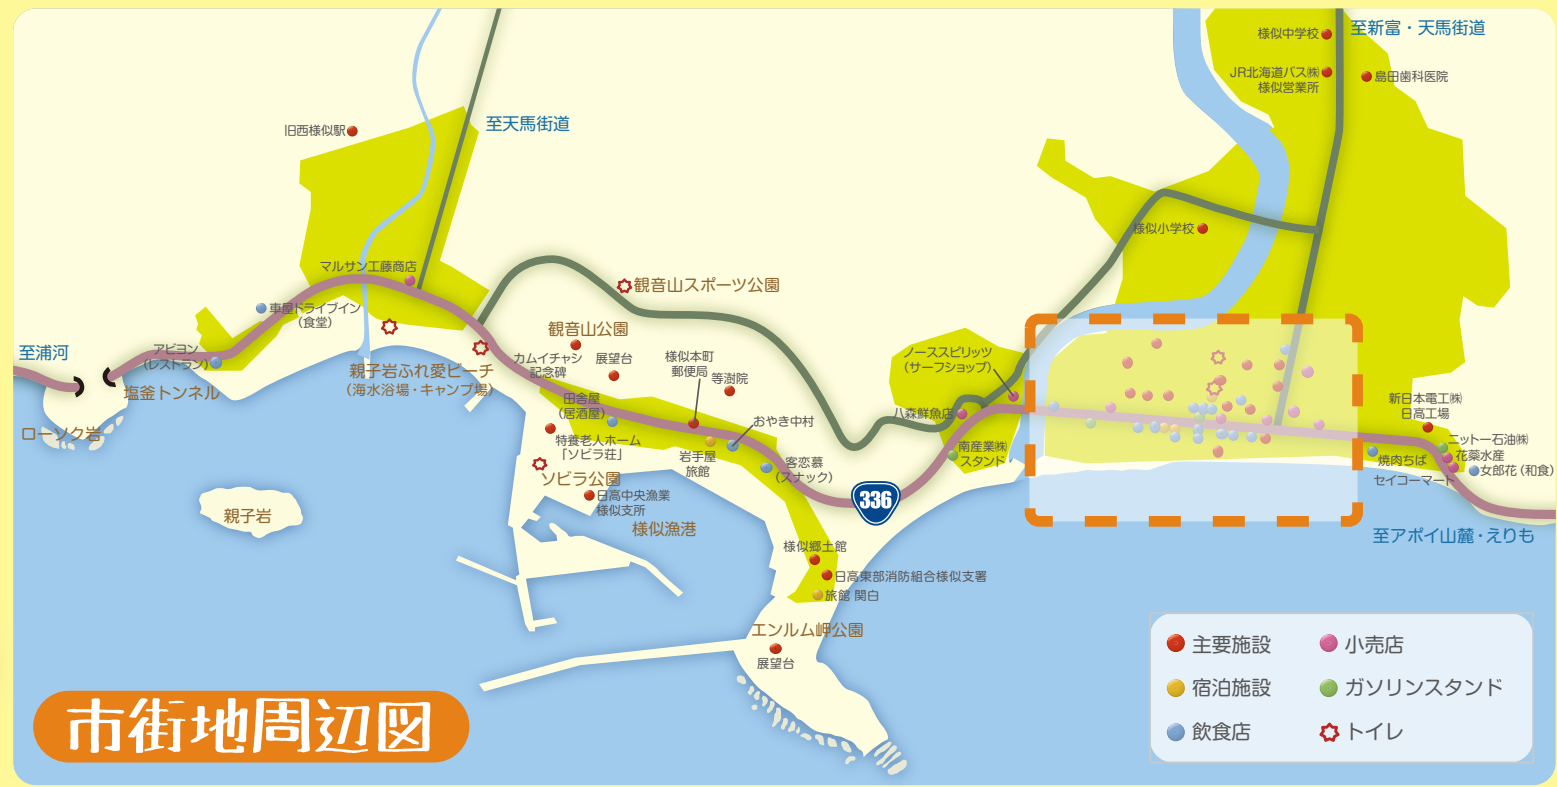 至新富・天馬街道
様似中学校
JR北海道バス㈱
様似営業所
島田歯科医院
至天馬街道
旧西様似駅
様似小学校
マルサン工藤商店
観音山スポーツ公園
車屋ドライブイン
（食堂）
観音山公園
アビヨン
（レストラン）
至浦河
塩釜トンネル
ローソク岩
親子岩ふれ愛ビーチ
（海水浴場・キャンプ場）
カムイチャシ
記念碑
展望台
様似本町
郵便局
等澍院
ノーススピリッツ
（サーフショップ）
田舎屋
（居酒屋）
おやき中村
八森鮮魚店
新日本電工㈱
日高工場
特養老人ホーム
「ソビラ荘」
岩手屋
旅館
客恋慕
（スナック）
南産業㈱
スタンド
ニットー石油㈱
花薬水産
焼肉ちば
女郎花（和食）
セイコーマート
ソビラ公園
日高中央漁業
様似支所
336
親子岩
様似漁港
至アポイ山麓・えりも
様似郷土館
日高東部消防組合様似支署
旅館 関白
エンルム岬公園
展望台
主要施設
小売店
宿泊施設
ガソリンスタンド
飲食店
トイレ
市街地周辺図